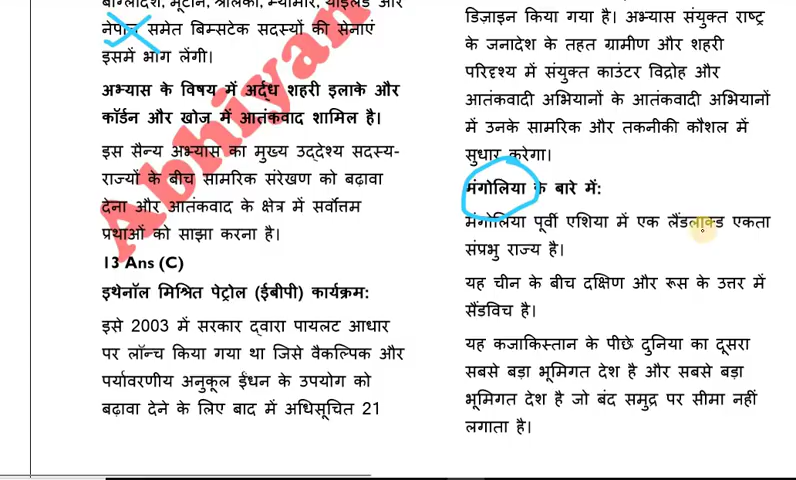 बांग्लादेश, भूटान, श्रीलंका, म्यांमार, थाईलैंड और
नेपाल समेत बिम्सटेक सदस्यों की सेनाएं
इसमें भाग लेंगी।
अभ्यास के विषय में अर्द्ध शहरी इलाके और
कॉर्डन और खोज में आतंकवाद शामिल है।
इस सैन्य अभ्यास का मुख्य उद्देश्य सदस्य-
राज्यों के बीच सामरिक संरेखण को बढ़ावा
देना और आतंकवाद के क्षेत्र में सर्वोत्तम
प्रथाओं को साझा करना है।
13 Ans (C)
इथेनॉल मिश्रित पेट्रोल (ईबीपी) कार्यक्रम:
इसे 2003 में सरकार द्वारा पायलट आधार
पर लॉन्च किया गया था जिसे वैकल्पिक और
पर्यावरणीय अनुकूल ईंधन के उपयोग को
बढ़ावा देने के लिए बाद में अधिसूचित 21
डिज़ाइन किया गया है। अभ्यास संयुक्त राष्ट्र
के जनादेश के तहत ग्रामीण और शहरी
परिदृश्य में संयुक्त काउंटर विद्रोह और
आतंकवादी अभियानों के आतंकवादी अभियानों
में उनके सामरिक और तकनीकी कौशल में
सुधार करेगा।
मंगोलिया के बारे में:
मंगोलिया पूर्वी एशिया में एक लैंडलाक्ड एकता
संप्रभु राज्य है।
यह चीन के बीच दक्षिण और रूस के उत्तर में
सैंडविच है।
यह कजाकिस्तान के पीछे दुनिया का दूसरा
सबसे बड़ा भूमिगत देश है और सबसे बड़ा
भूमिगत देश है जो बंद समुद्र पर सीमा नहीं
लगाता है।
Abhiyan